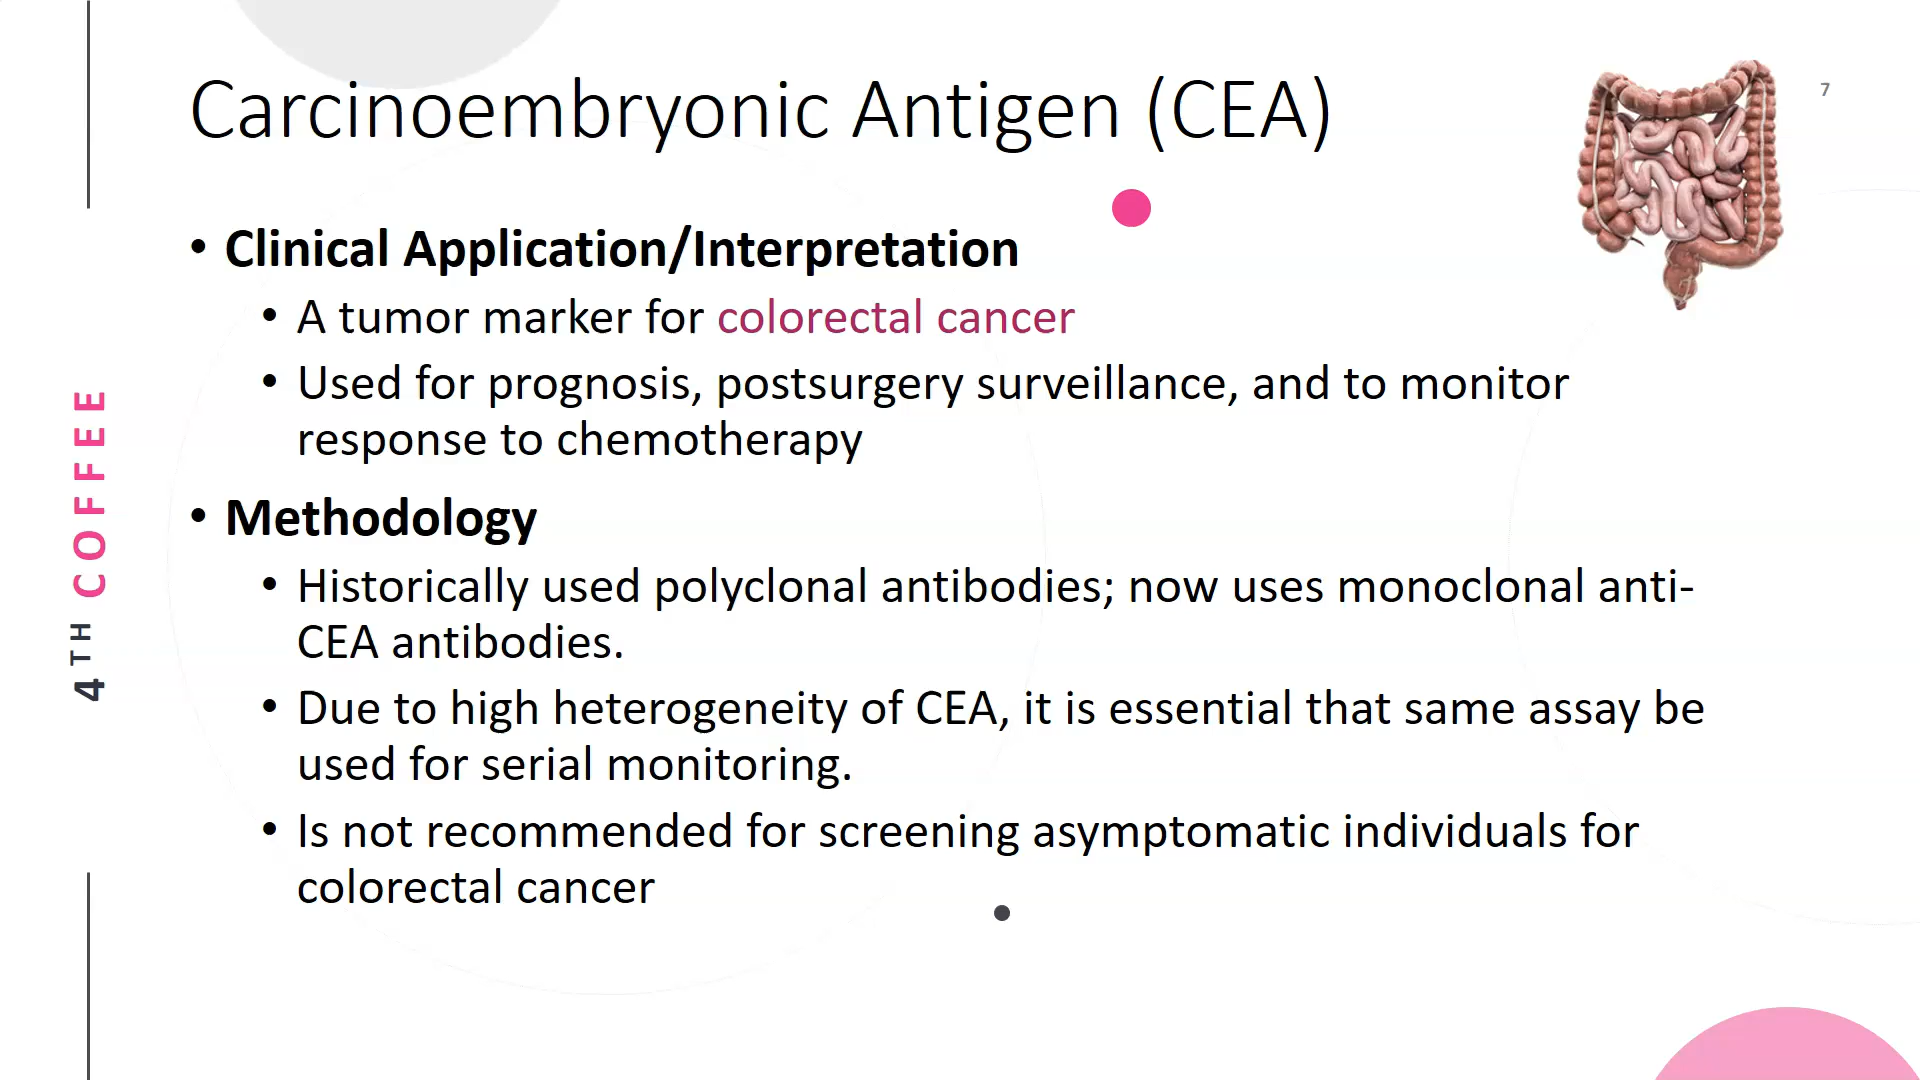 Carcinoembryonic Antigen (CEA)
7
• Clinical Application/Interpretation
• A tumor marker for colorectal cancer
• Used for prognosis, postsurgery surveillance, and to monitor
response to chemotherapy
• Methodology
• Historically used polyclonal antibodies; now uses monoclonal anti-
CEA antibodies.
• Due to high heterogeneity of CEA, it is essential that same assay be
used for serial monitoring.
• Is not recommended for screening asymptomatic individuals for
colorectal cancer
4TH COFFEE